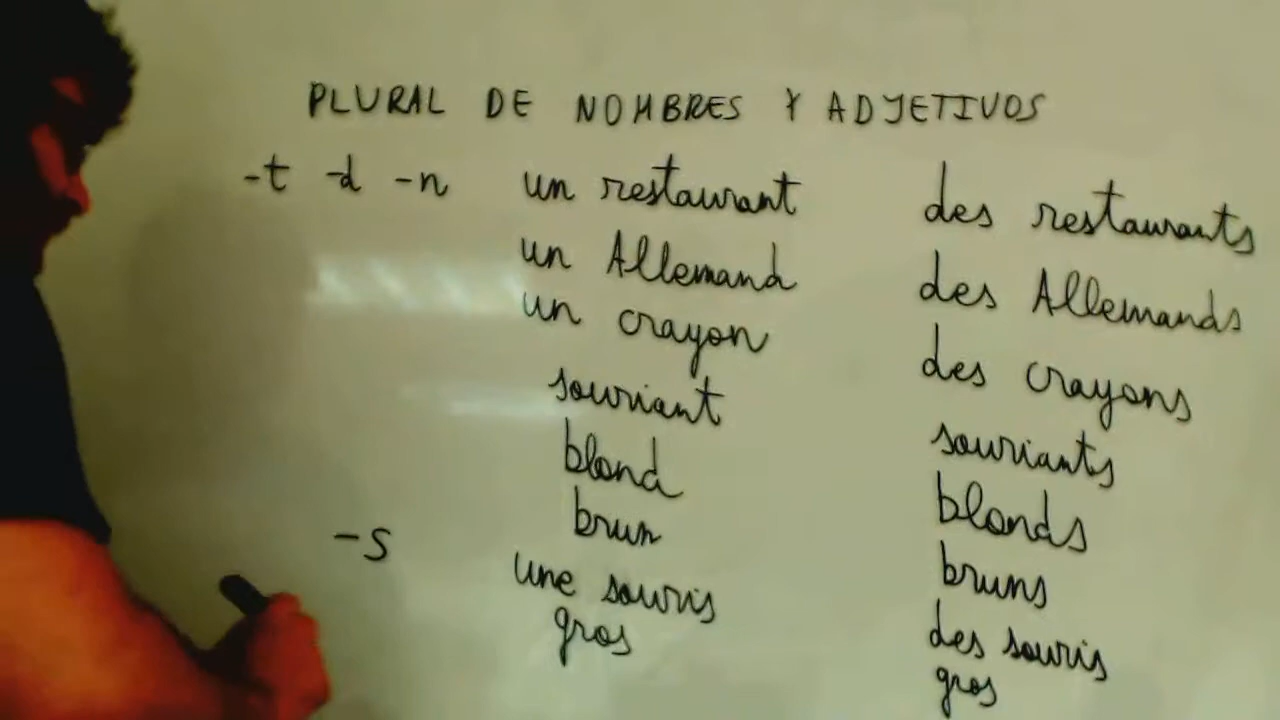 PLURAL DE NOMBRES Y ADJETIVOS
-t -d -n un restaurant des restaurants
un Allemand des Allemands
un crayon des crayons
souriant souriants
blond blonds
brun bruns
-s une souris des souris
gros gros